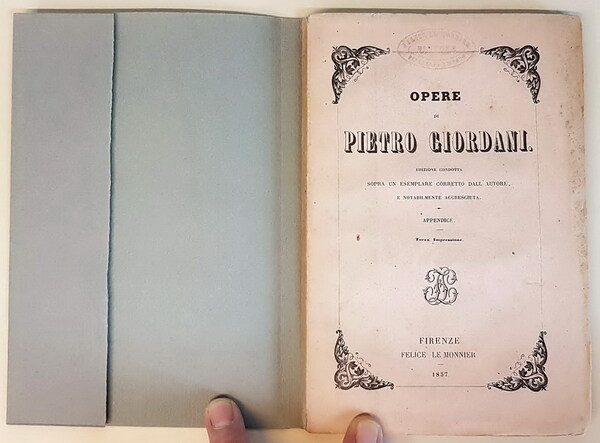 OPERE
DI
PIETRO GIORDANI.
EDIZIONE CONDOTTA
SOPRA UN ESEMPLARE CORRETTO DALL'AUTORE,
E NOTABILMENTE ACCRESCIUTA.
APPENDICE.
Terza Impressione.
FIRENZE
FELICE LE MONNIER
1857